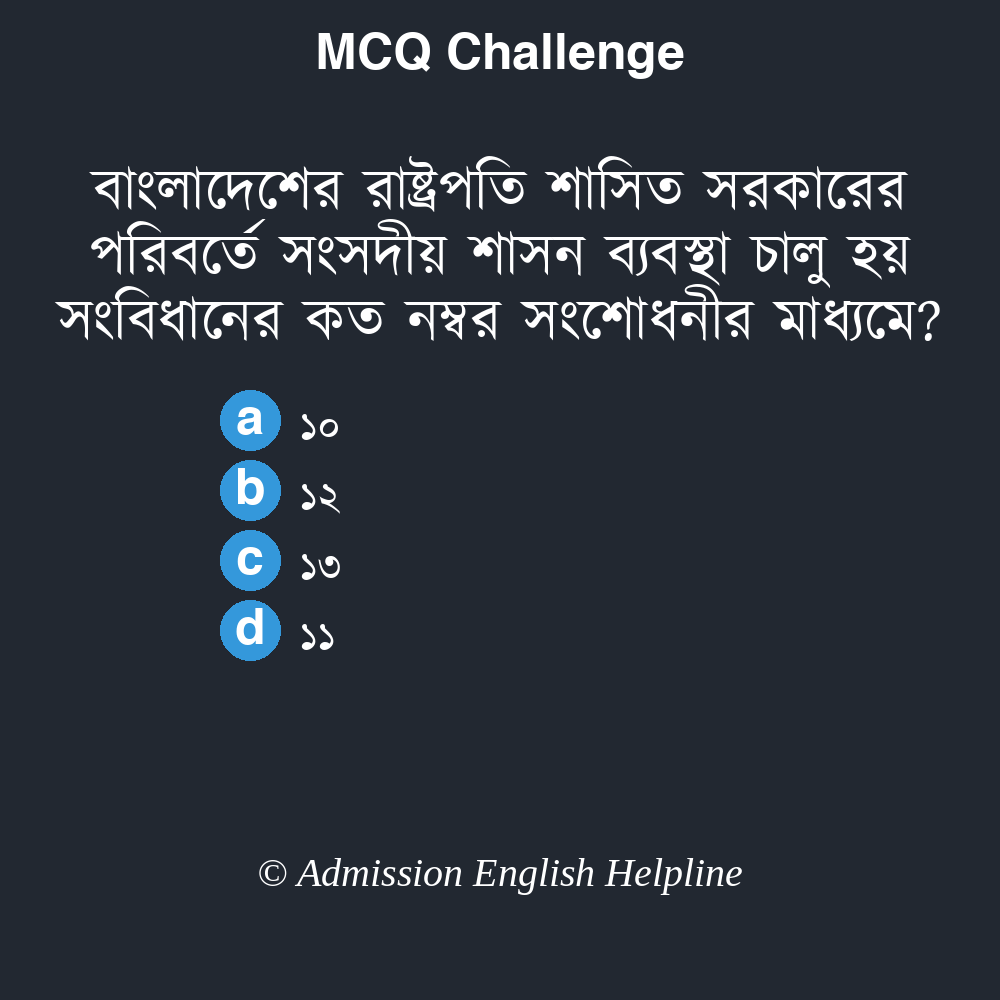 MCQ Challenge
বাংলাদেশের রাষ্ট্রপতি শাসিত সরকারের
পরিবর্তে সংসদীয় শাসন ব্যবস্থা চালু হয়
সংবিধানের কত নম্বর সংশোধনীর মাধ্যমে?
a ১০
b ১২
c ১৩
d ১১
© Admission English Helpline